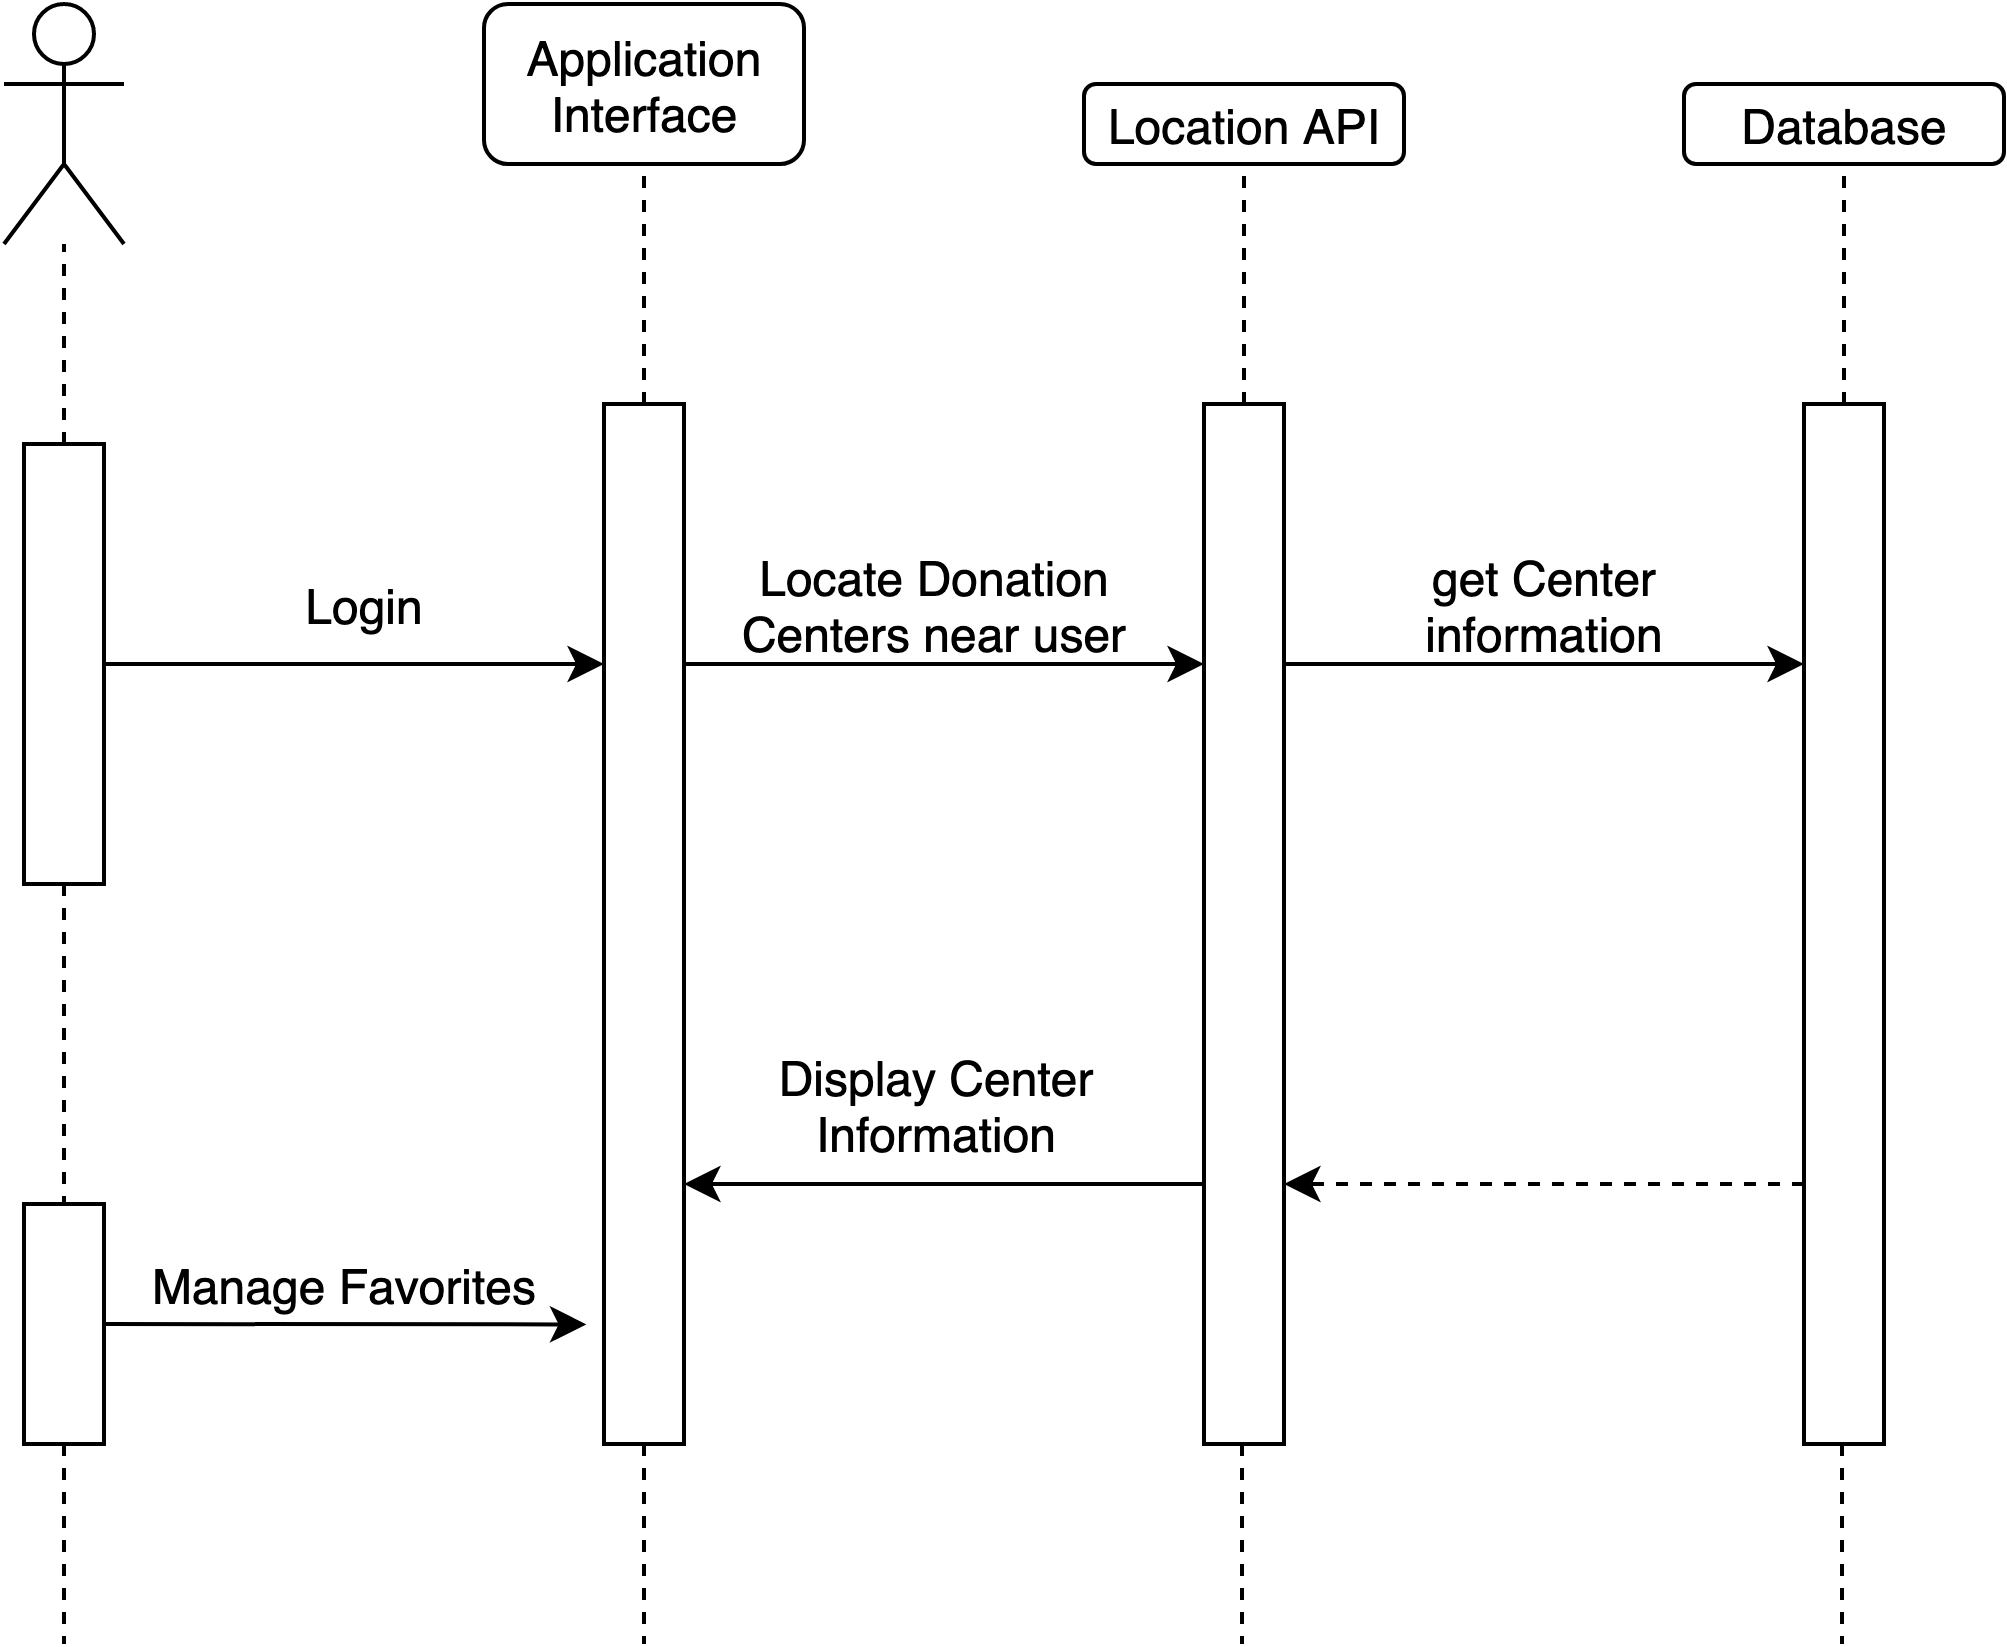 Application
Interface
Location API
Database
Login
Locate Donation
Centers near user
get Center
information
Display Center
Information
Manage Favorites